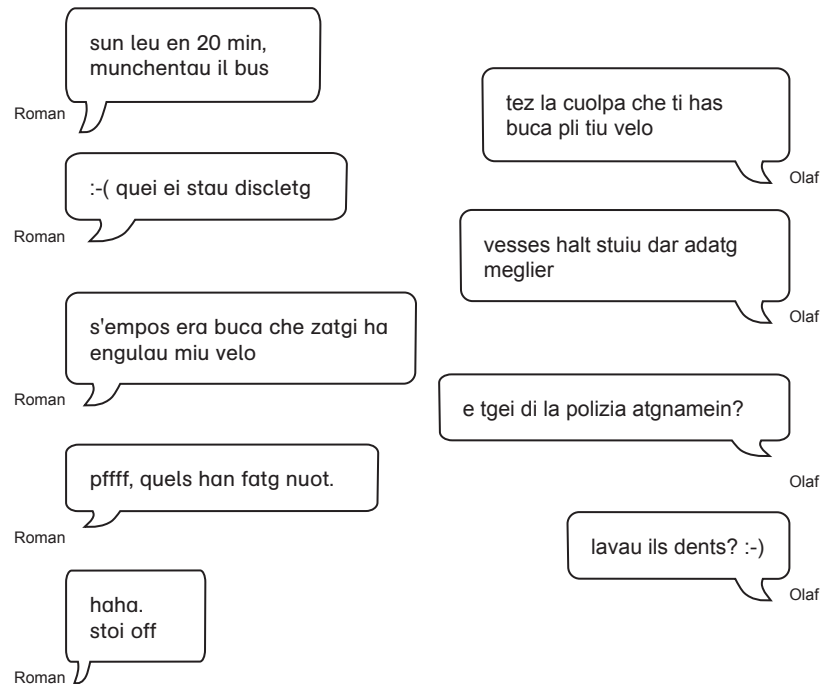 sun leu en 20 min,
munchentau il bus
Roman
tez la cuolpa che ti has
buca pli tiu velo
Olaf
:-( quei ei stau discletg
Roman
vesses halt stuiu dar adatg
meglier
Olaf
s'empos era buca che zatgi ha
engulau miu velo
Roman
e tgei di la polizia atgnamein?
Olaf
pffff, quels han fatg nuot.
Roman
lavau ils dents? :-)
Olaf
haha.
stoi off
Roman